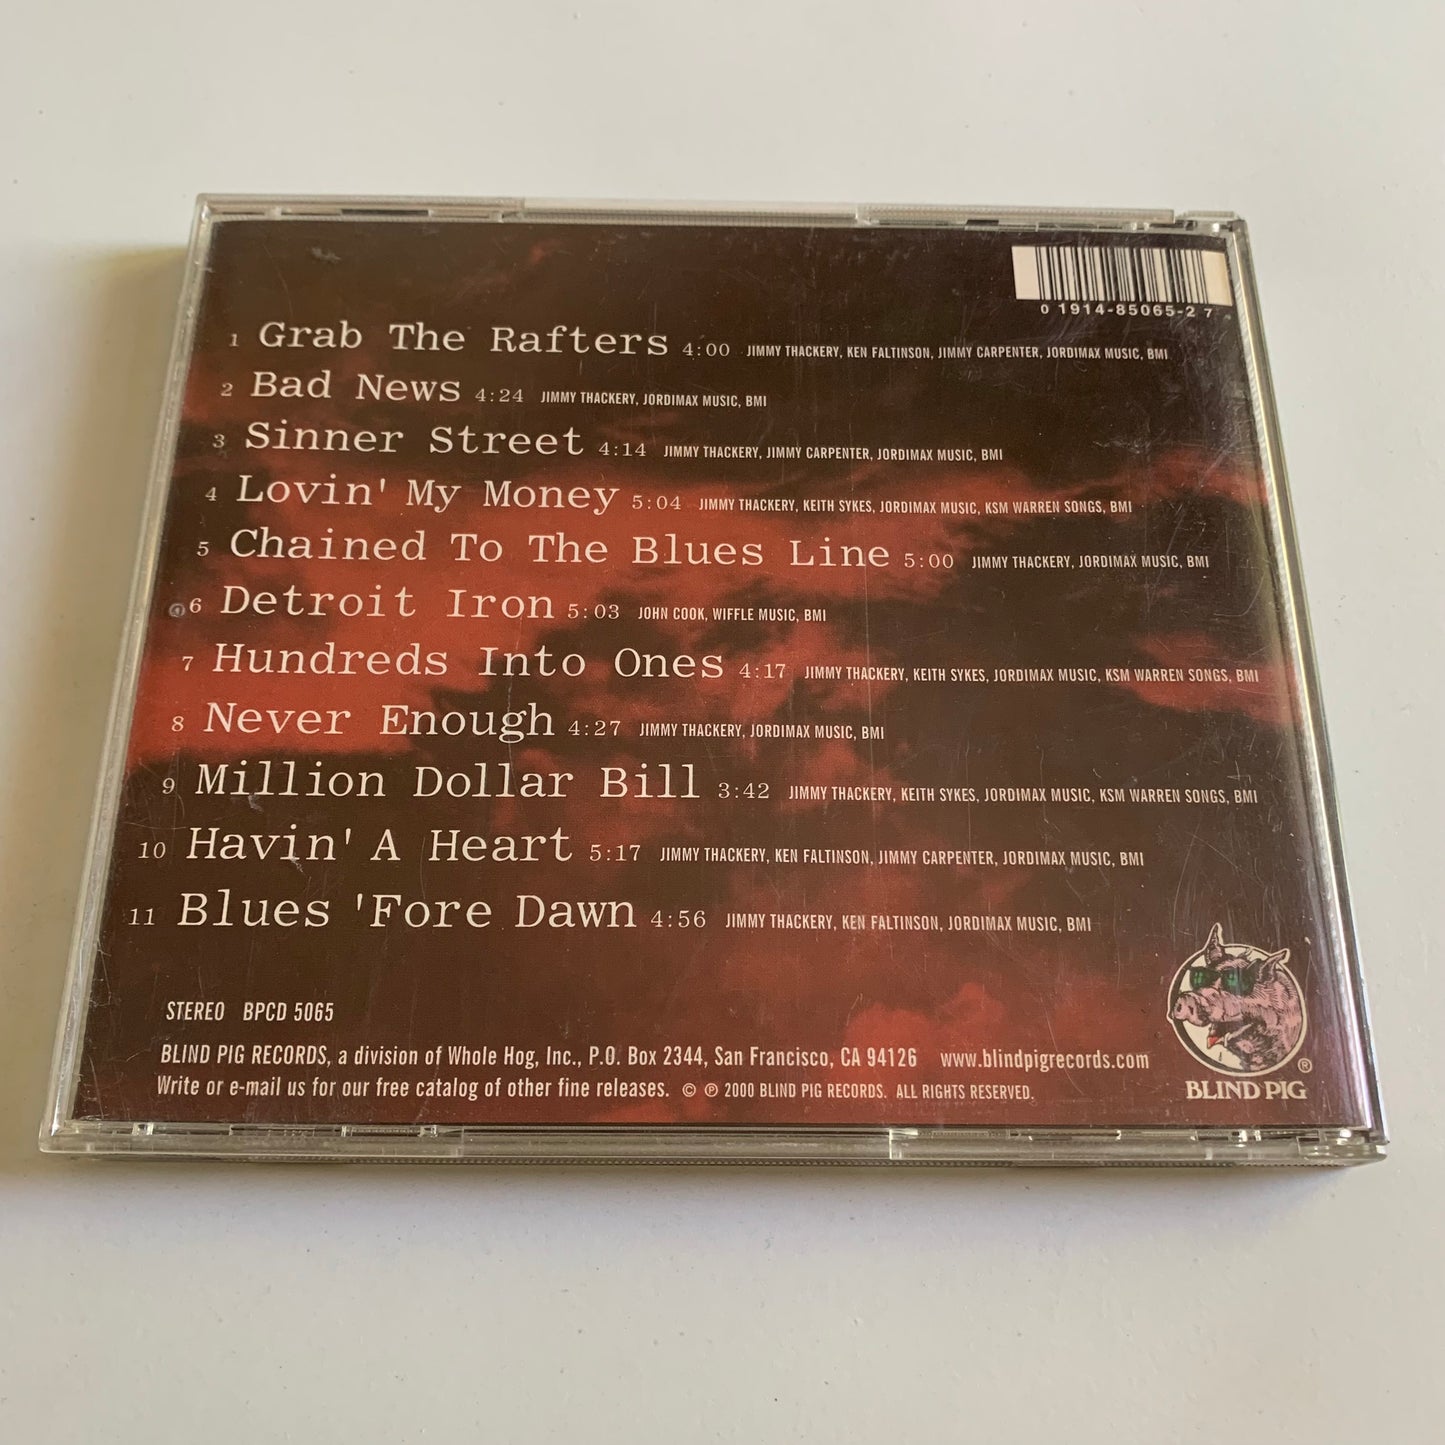 0 1914-85065-2 7
1 Grab The Rafters 4:00 JIMMY THACKERY, KEN FALTINSON, JIMMY CARPENTER, JORDIMAX MUSIC, BMI
2 Bad News 4:24 JIMMY THACKERY, JORDIMAX MUSIC, BMI
3 Sinner Street 4:14 JIMMY THACKERY, JIMMY CARPENTER, JORDIMAX MUSIC, BMI
4 Lovin' My Money 5:04 JIMMY THACKERY, KEITH SYKES, JORDIMAX MUSIC, KSM WARREN SONGS, BMI
5 Chained To The Blues Line 5:00 JIMMY THACKERY, JORDIMAX MUSIC, BMI
6 Detroit Iron 5:03 JOHN COOK, WIFFLE MUSIC, BMI
7 Hundreds Into Ones 4:17 JIMMY THACKERY, KEITH SYKES, JORDIMAX MUSIC, KSM WARREN SONGS, BMI
8 Never Enough 4:27 JIMMY THACKERY, JORDIMAX MUSIC, BMI
9 Million Dollar Bill 3:42 JIMMY THACKERY, KEITH SYKES, JORDIMAX MUSIC, KSM WARREN SONGS, BMI
10 Havin' A Heart 5:17 JIMMY THACKERY, KEN FALTINSON, JIMMY CARPENTER, JORDIMAX MUSIC, BMI
11 Blues 'Fore Dawn 4:56 JIMMY THACKERY, KEN FALTINSON, JORDIMAX MUSIC, BMI
STEREO BPCD 5065
BLIND PIG RECORDS, a division of Whole Hog, Inc., P.O. Box 2344, San Francisco, CA 94126 www.blindpigrecords.com
Write or e-mail us for our free catalog of other fine releases. © ℗ 2000 BLIND PIG RECORDS. ALL RIGHTS RESERVED.
®
BLIND PIG